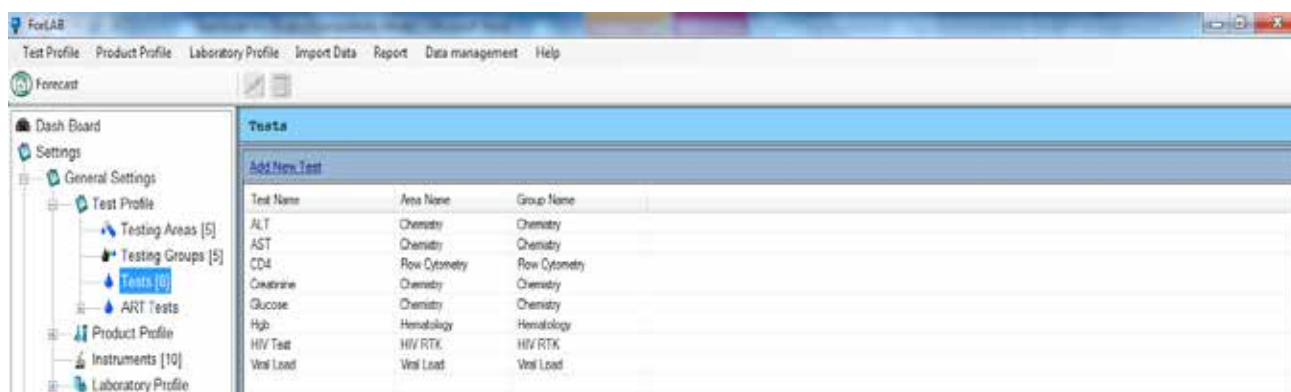 ForLAB
Test Profile Product Profile Laboratory Profile Import Data Report Data management Help
Forecast
Dash Board
Settings
General Settings
Test Profile
Testing Areas [5]
Testing Groups [5]
Tests [8]
ART Tests
Product Profile
Instruments [10]
Laboratory Profile
Tests
Add New Test
Test Name Area Name Group Name
ALT Chemistry Chemistry
AST Chemistry Chemistry
CD4 Flow Cytometry Flow Cytometry
Creatinine Chemistry Chemistry
Glucose Chemistry Chemistry
Hgb Hematology Hematology
HIV Test HIV RTK HIV RTK
Viral Load Viral Load Viral Load